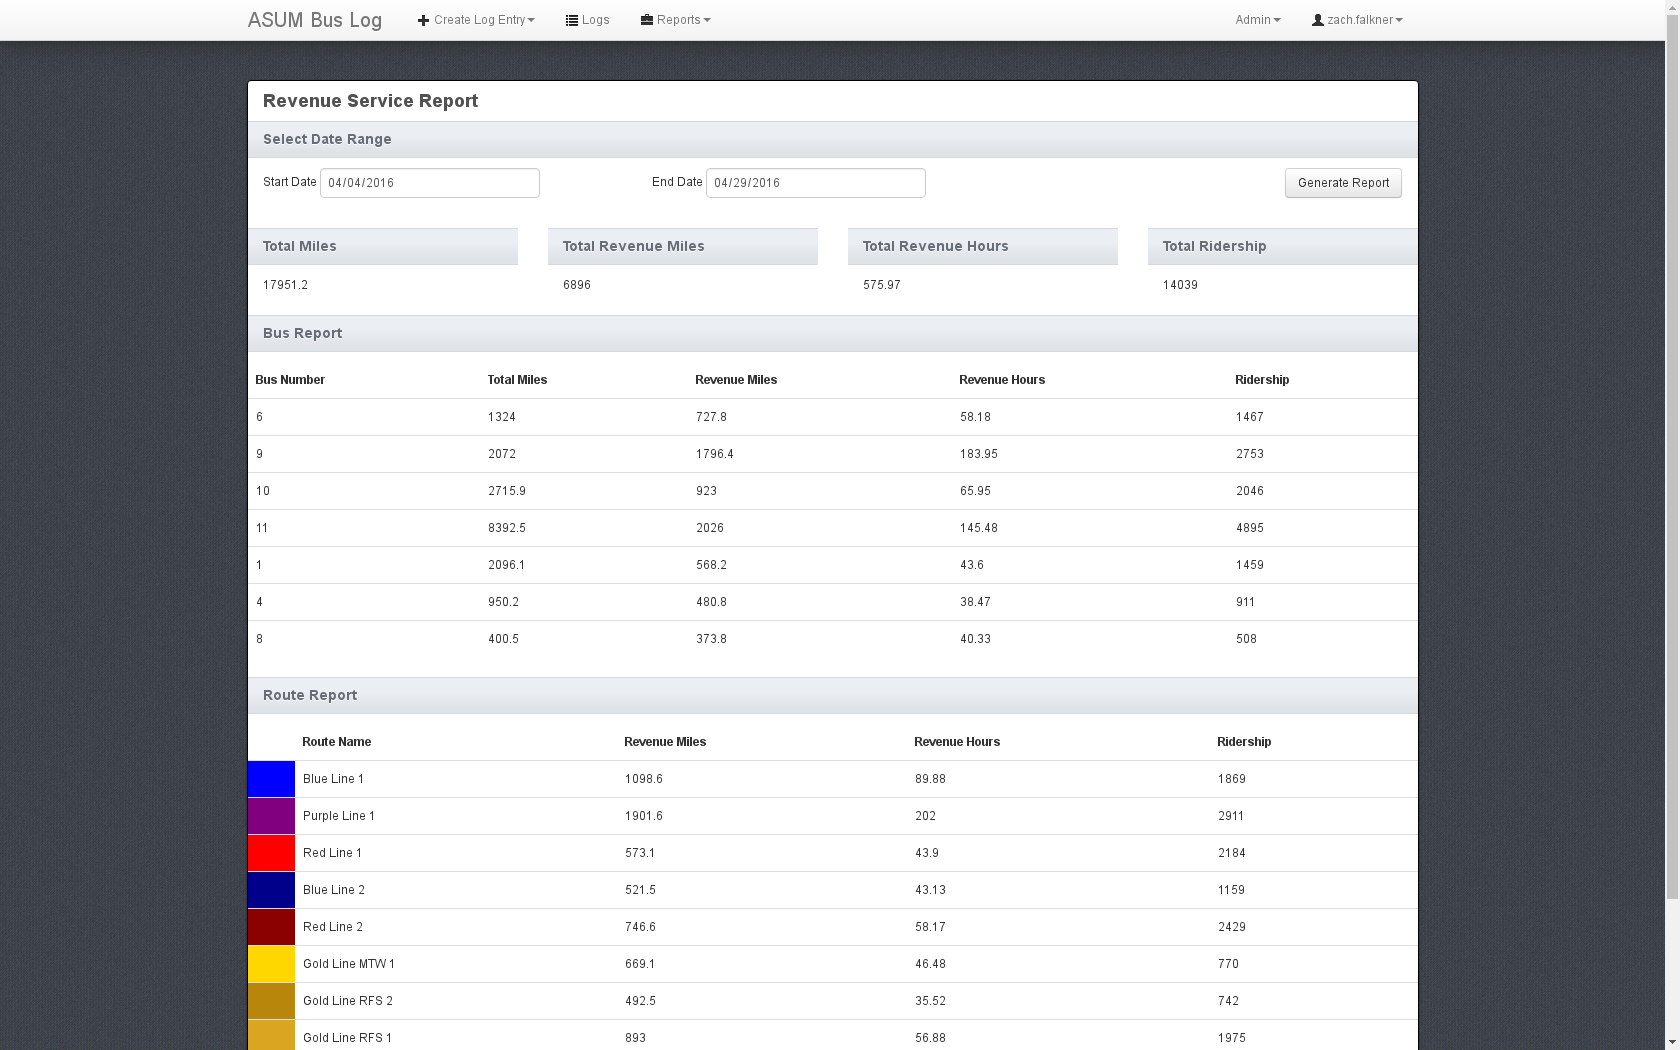 ASUM Bus Log Create Log Entry Logs Reports Admin zach.falkner
Revenue Service Report
Select Date Range
Start Date 04/04/2016 End Date 04/29/2016 Generate Report
Total Miles Total Revenue Miles Total Revenue Hours Total Ridership
17951.2 6896 575.97 14039
Bus Report
Bus Number Total Miles Revenue Miles Revenue Hours Ridership
6 1324 727.8 58.18 1467
9 2072 1796.4 183.95 2753
10 2715.9 923 65.95 2046
11 8392.5 2026 145.48 4895
1 2096.1 568.2 43.6 1459
4 950.2 480.8 38.47 911
8 400.5 373.8 40.33 508
Route Report
Route Name Revenue Miles Revenue Hours Ridership
Blue Line 1 1098.6 89.88 1869
Purple Line 1 1901.6 202 2911
Red Line 1 573.1 43.9 2184
Blue Line 2 521.5 43.13 1159
Red Line 2 746.6 58.17 2429
Gold Line MTW 1 669.1 46.48 770
Gold Line RFS 2 492.5 35.52 742
Gold Line RFS 1 893 56.88 1975